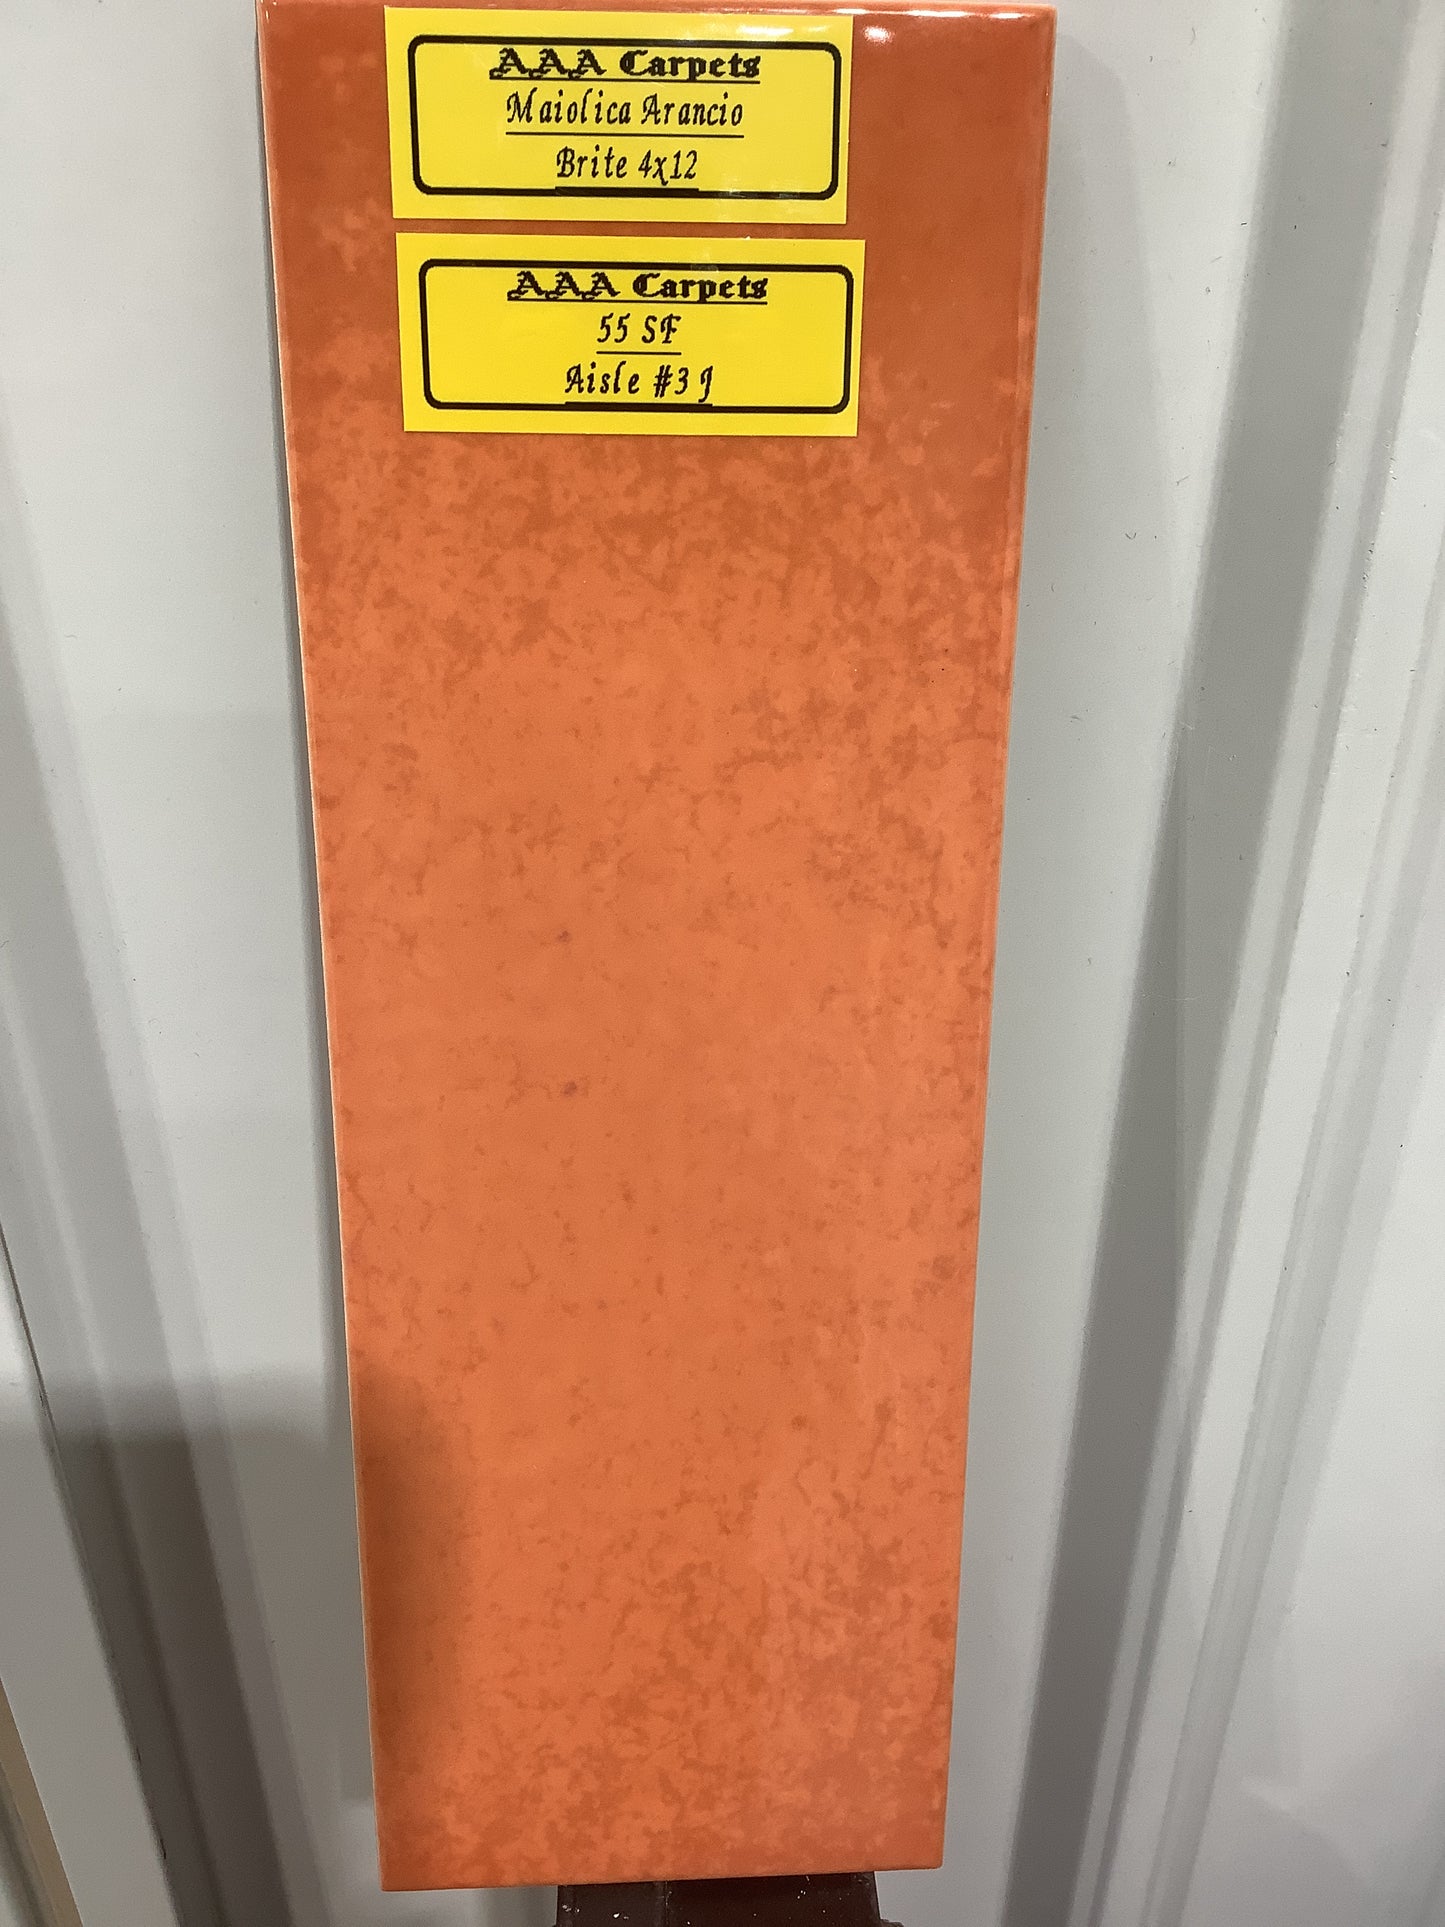 AAA Carpets
Maiolica Arancio
Brite 4x12
AAA Carpets
55 SF
Aisle #3 J